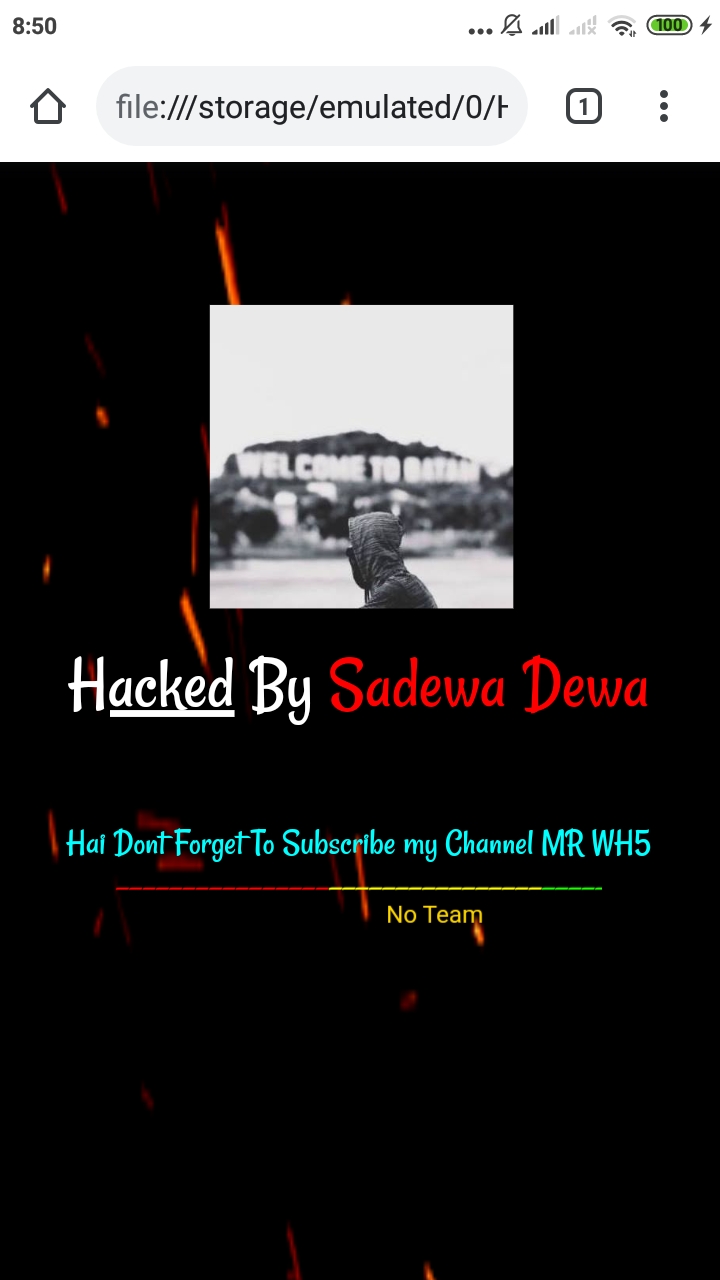 8:50
100
file:///storage/emulated/0/H
1
WELCOME TO BATAM
Hacked By Sadewa Dewa
Hai Dont Forget To Subscribe my Channel MR WH5
No Team